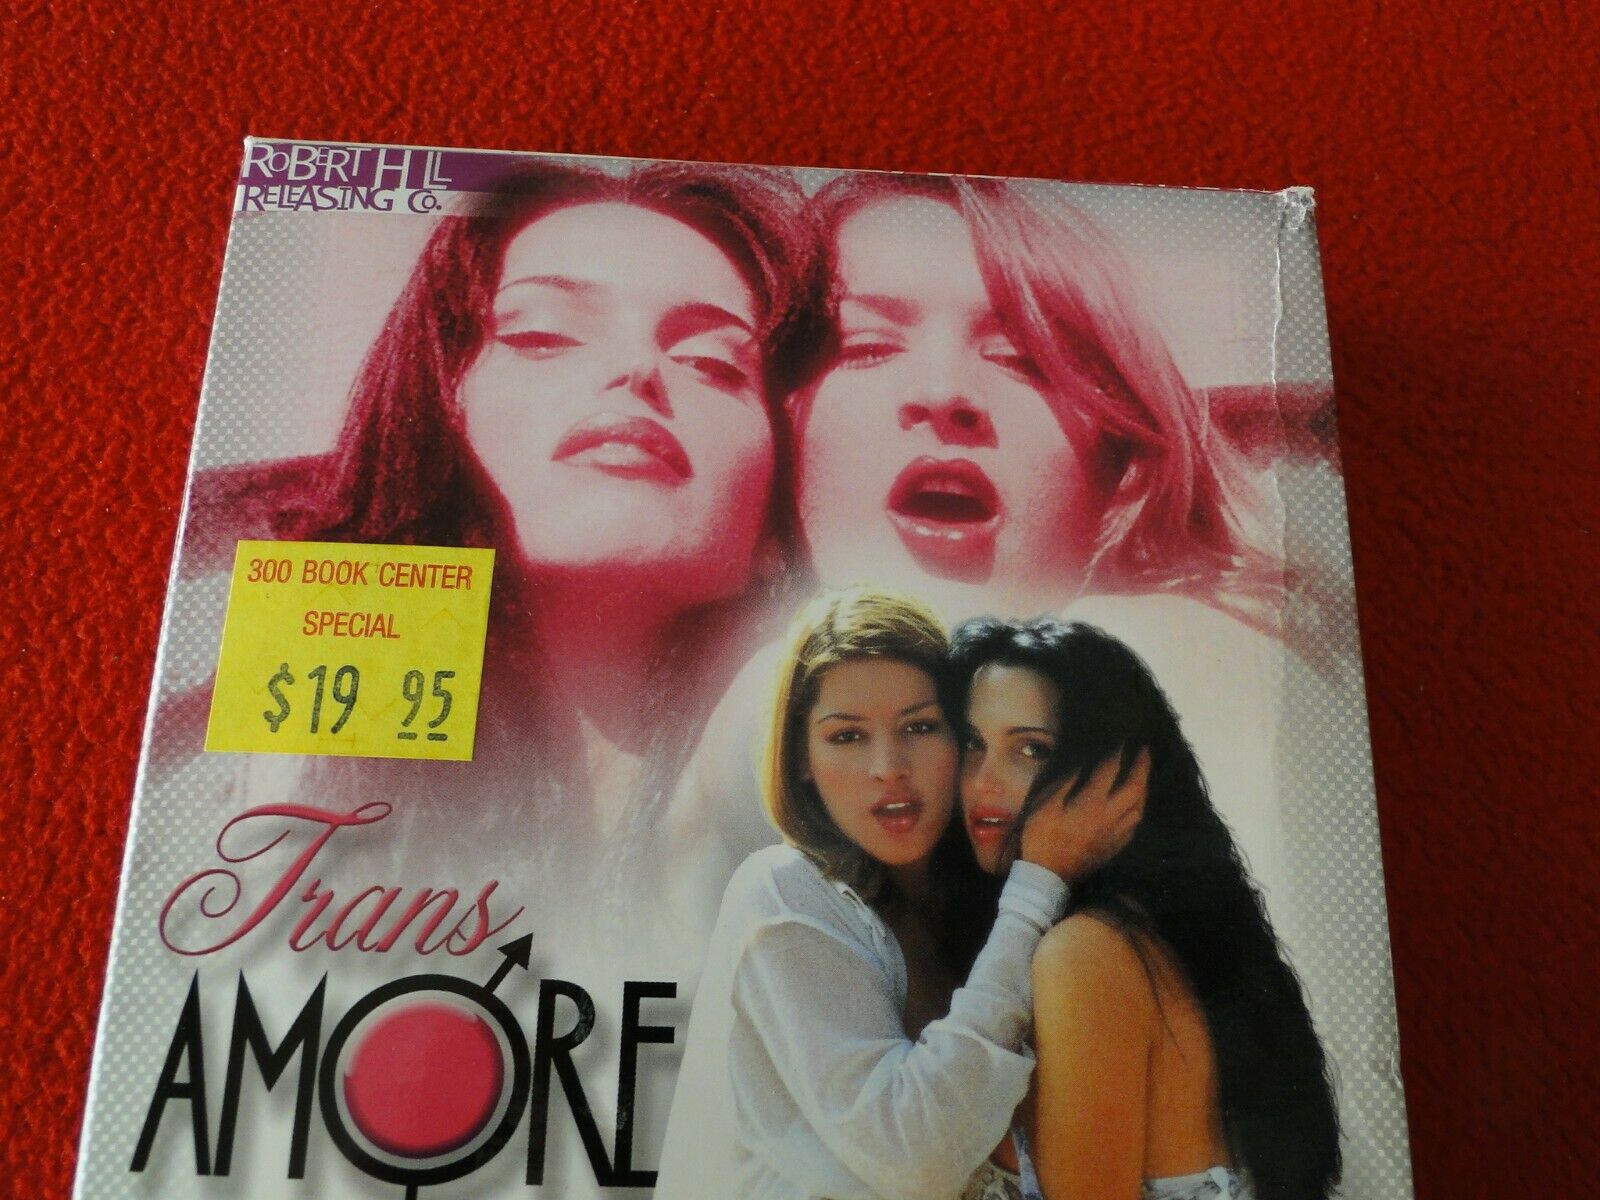 ROBERT HILL
RELEASING CO.
300 BOOK CENTER
SPECIAL
$19 95
Trans
AMORE